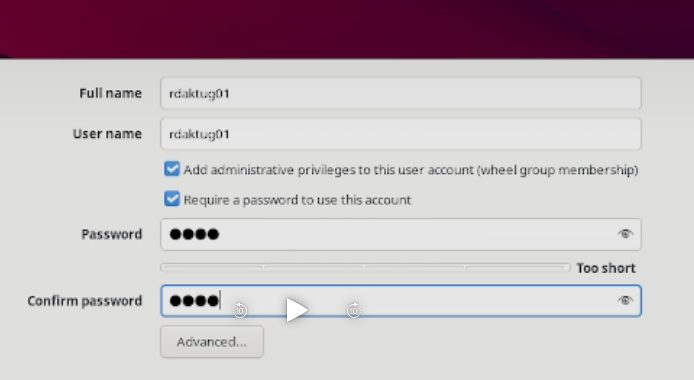 Full name rdaktug01
User name rdaktug01
Add administrative privileges to this user account (wheel group membership)
Require a password to use this account
Password ●●●●
Too short
Confirm password ●●●●
Advanced...